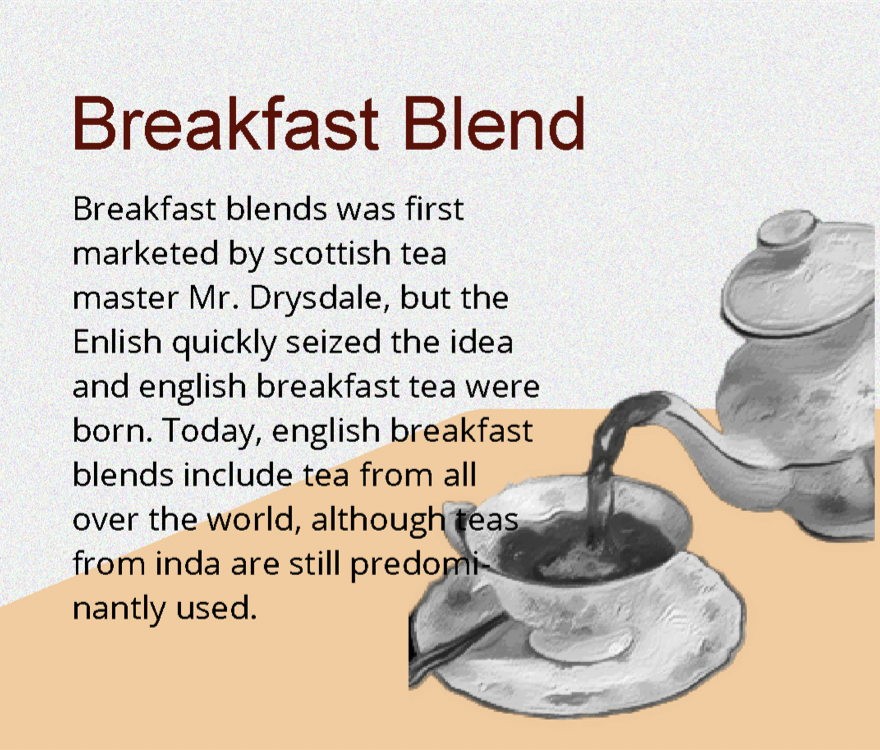 Breakfast Blend
Breakfast blends was first
marketed by scottish tea
master Mr. Drysdale, but the
Enlish quickly seized the idea
and english breakfast tea were
born. Today, english breakfast
blends include tea from all
over the world, although teas
from inda are still predomi-
nantly used.